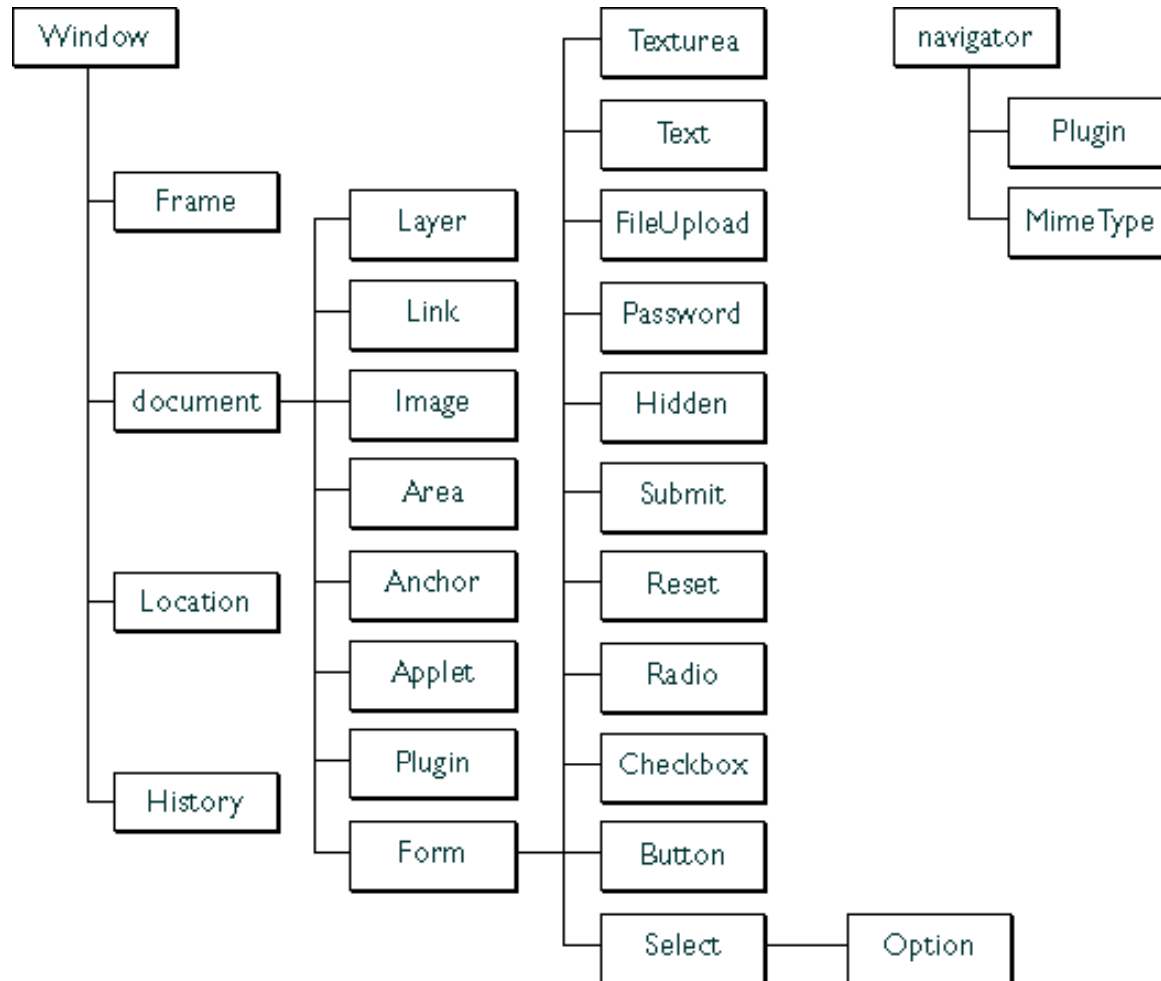 Window
Frame
document
Location
History
Layer
Link
Image
Area
Anchor
Applet
Plugin
Form
Texturea
Text
FileUpload
Password
Hidden
Submit
Reset
Radio
Checkbox
Button
Select
Option
navigator
Plugin
MimeType